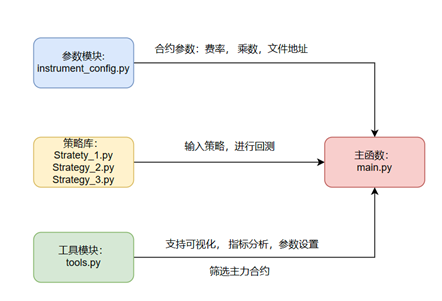 参数模块：
instrument_config.py
合约参数：费率， 乘数，文件地址
策略库：
Stratety_1.py
Strategy_2.py
Strategy_3.py
输入策略，进行回测
主函数：
main.py
工具模块：
tools.py
支持可视化， 指标分析，参数设置
筛选主力合约